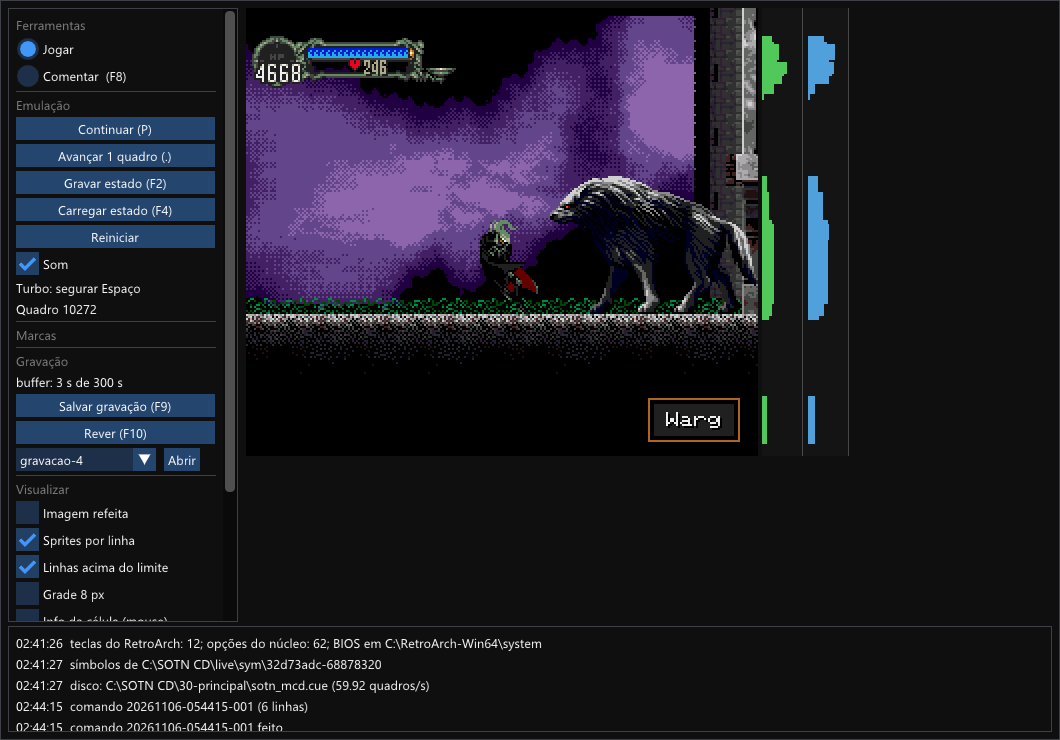 Ferramentas
Jogar
Comentar (F8)
Emulação
Continuar (P)
Avançar 1 quadro (.)
Gravar estado (F2)
Carregar estado (F4)
Reiniciar
Som
Turbo: segurar Espaço
Quadro 10272
Marcas
Gravação
buffer: 3 s de 300 s
Salvar gravação (F9)
Rever (F10)
gravacao-4 Abrir
Visualizar
Imagem refeita
Sprites por linha
Linhas acima do limite
Grade 8 px
Info da célula (mouse)
HP
4668
246
Warg
02:41:26 teclas do RetroArch: 12; opções do núcleo: 62; BIOS em C:\RetroArch-Win64\system
02:41:27 símbolos de C:\SOTN CD\live\sym\32d73adc-68878320
02:41:27 disco: C:\SOTN CD\30-principal\sotn_mcd.cue (59.92 quadros/s)
02:44:15 comando 20261106-054415-001 (6 linhas)
02:44:15 comando 20261106-054415-001 feito